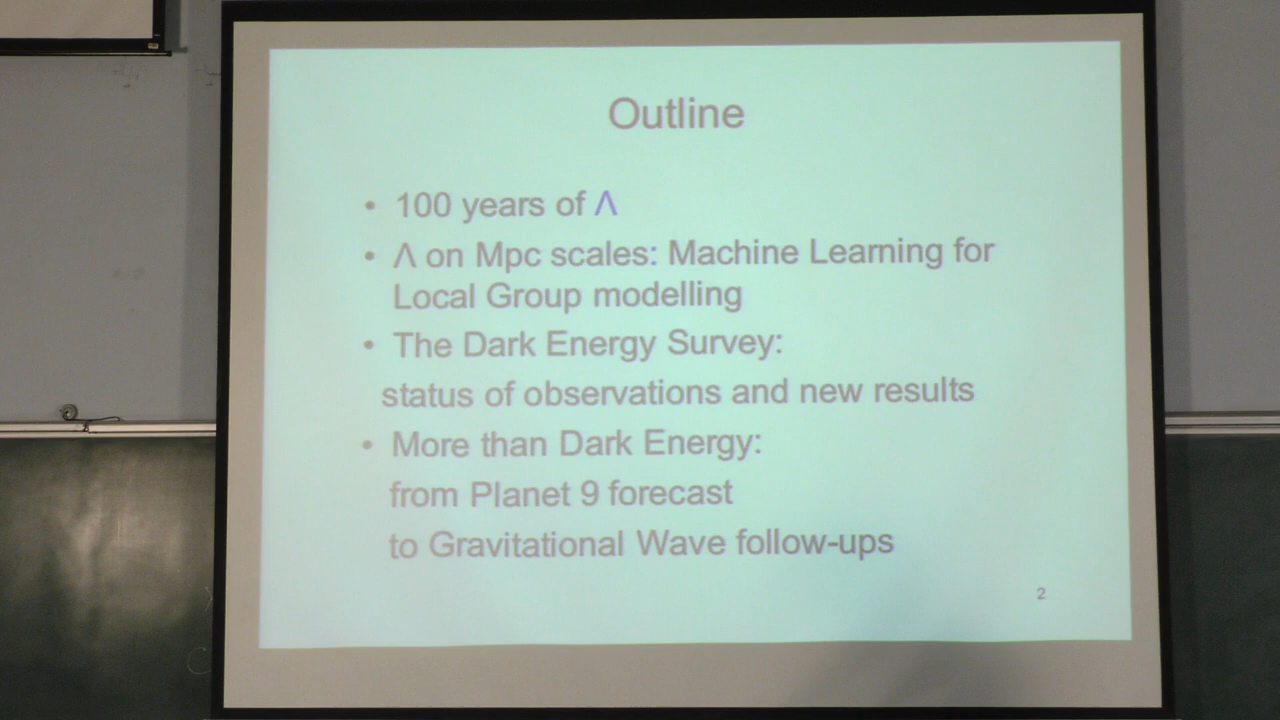 Outline
• 100 years of Λ
• Λ on Mpc scales: Machine Learning for
Local Group modelling
• The Dark Energy Survey:
status of observations and new results
• More than Dark Energy:
from Planet 9 forecast
to Gravitational Wave follow-ups
2